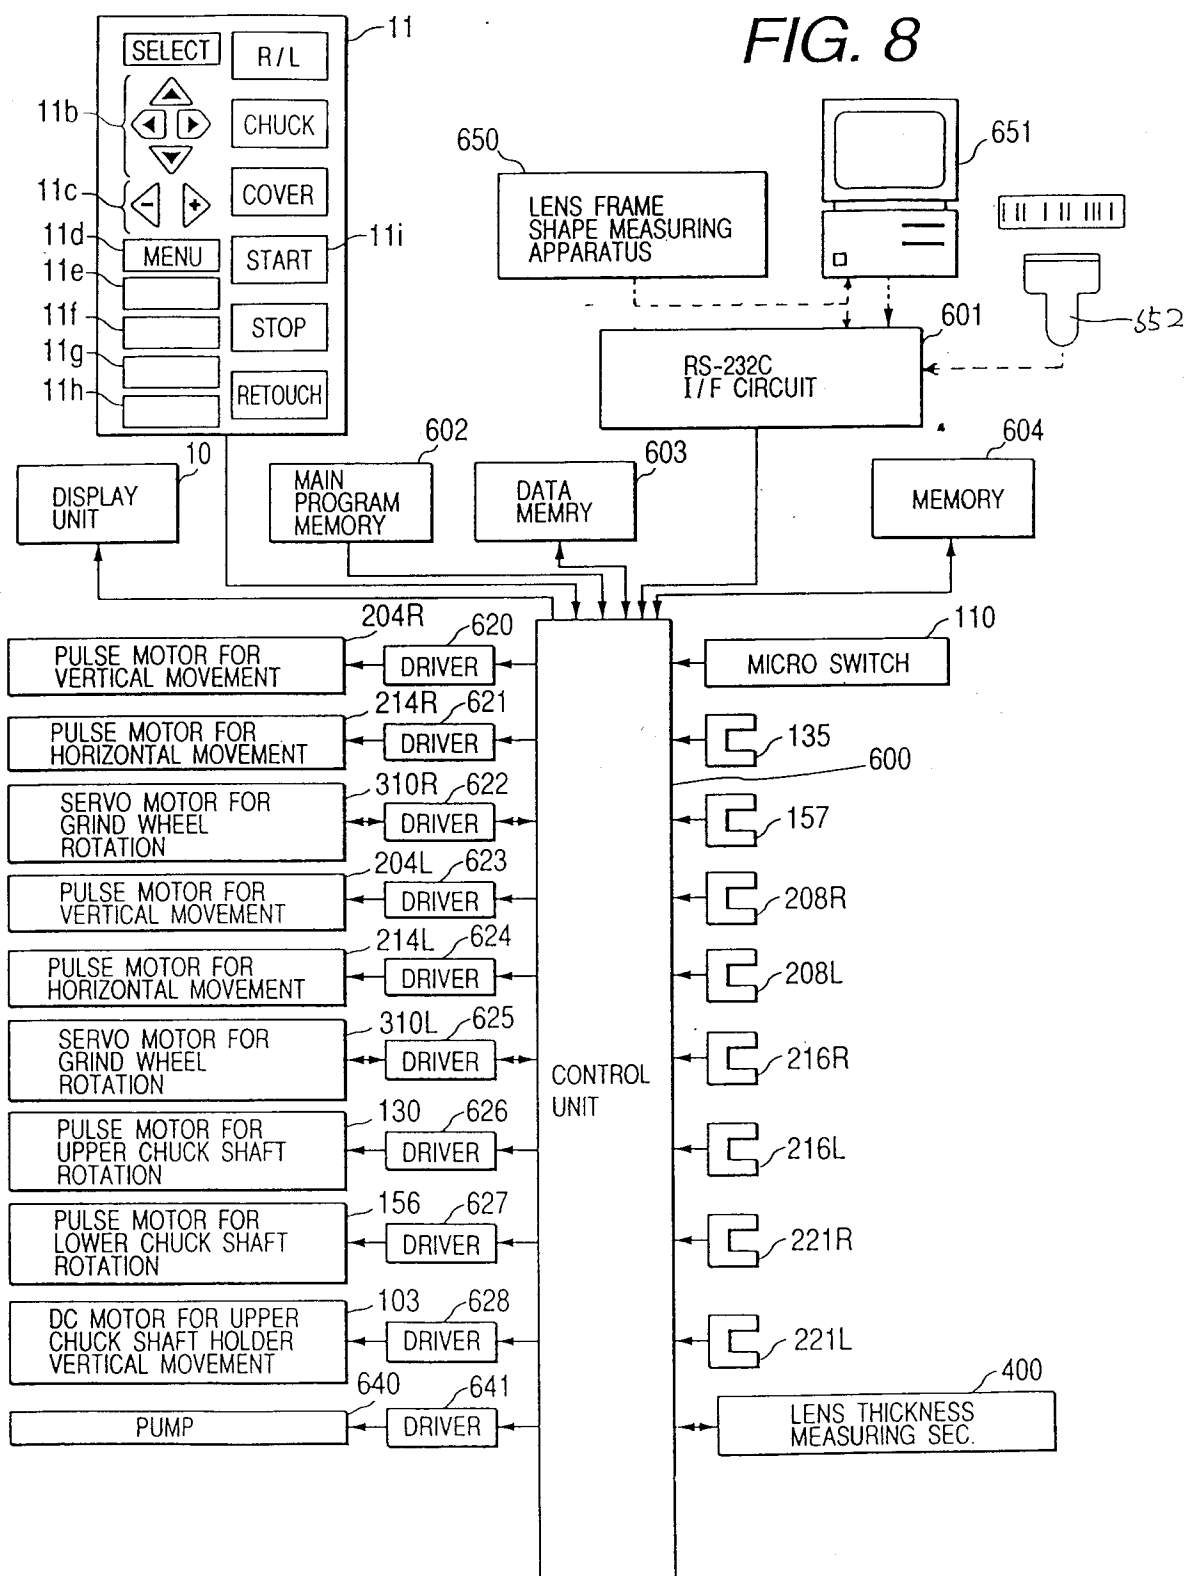 FIG. 8
11
SELECT
R/L
11b
CHUCK
11c
- +
COVER
11d
MENU
START
11i
11e
11f
STOP
11g
11h
RETOUCH
650
LENS FRAME
SHAPE MEASURING
APPARATUS
651
652
601
RS-232C
I/F CIRCUIT
10
DISPLAY
UNIT
602
MAIN
PROGRAM
MEMORY
603
DATA
MEMRY
604
MEMORY
204R
PULSE MOTOR FOR
VERTICAL MOVEMENT
620
DRIVER
214R
PULSE MOTOR FOR
HORIZONTAL MOVEMENT
621
DRIVER
310R
SERVO MOTOR FOR
GRIND WHEEL
ROTATION
622
DRIVER
204L
PULSE MOTOR FOR
VERTICAL MOVEMENT
623
DRIVER
214L
PULSE MOTOR FOR
HORIZONTAL MOVEMENT
624
DRIVER
310L
SERVO MOTOR FOR
GRIND WHEEL
ROTATION
625
DRIVER
130
PULSE MOTOR FOR
UPPER CHUCK SHAFT
ROTATION
626
DRIVER
156
PULSE MOTOR FOR
LOWER CHUCK SHAFT
ROTATION
627
DRIVER
103
DC MOTOR FOR UPPER
CHUCK SHAFT HOLDER
VERTICAL MOVEMENT
628
DRIVER
640
PUMP
641
DRIVER
CONTROL
UNIT
110
MICRO SWITCH
135
600
157
208R
208L
216R
216L
221R
221L
400
LENS THICKNESS
MEASURING SEC.